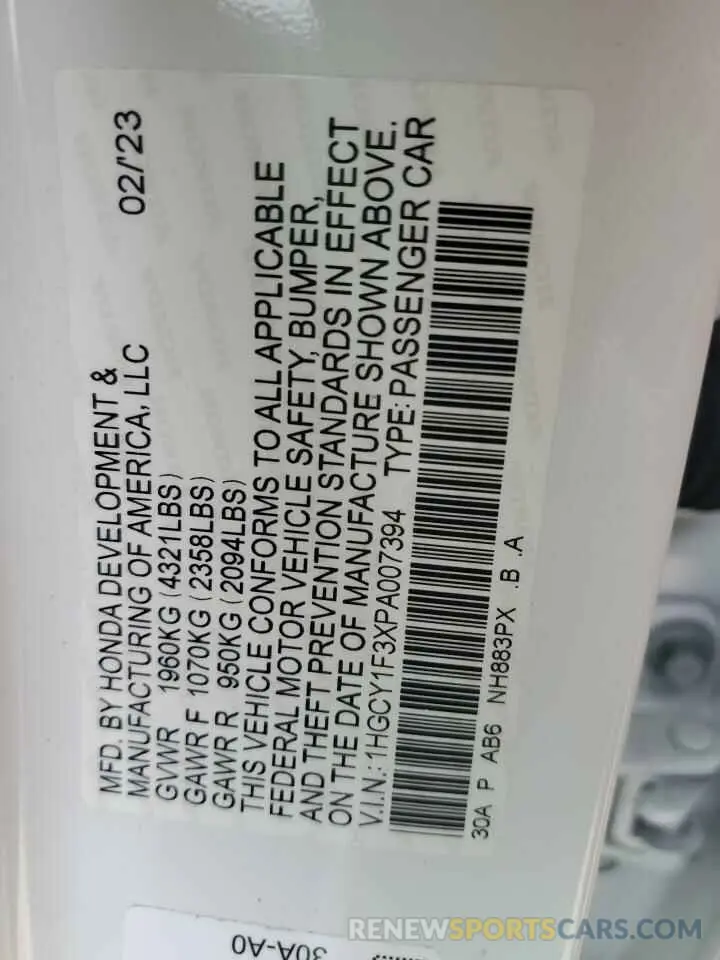 MFD. BY HONDA DEVELOPMENT & 
MANUFACTURING OF AMERICA, LLC 02/'23
GVWR 1960KG (4321LBS)
GAWR F 1070KG (2358LBS)
GAWR R 950KG (2094LBS)
THIS VEHICLE CONFORMS TO ALL APPLICABLE
FEDERAL MOTOR VEHICLE SAFETY, BUMPER,
AND THEFT PREVENTION STANDARDS IN EFFECT
ON THE DATE OF MANUFACTURE SHOWN ABOVE.
V.I.N.: 1HGCY1F3XPA007394 TYPE: PASSENGER CAR
30A P AB6 NH883PX .B .A
30A-A0
RENEWSPORTSCARS.COM